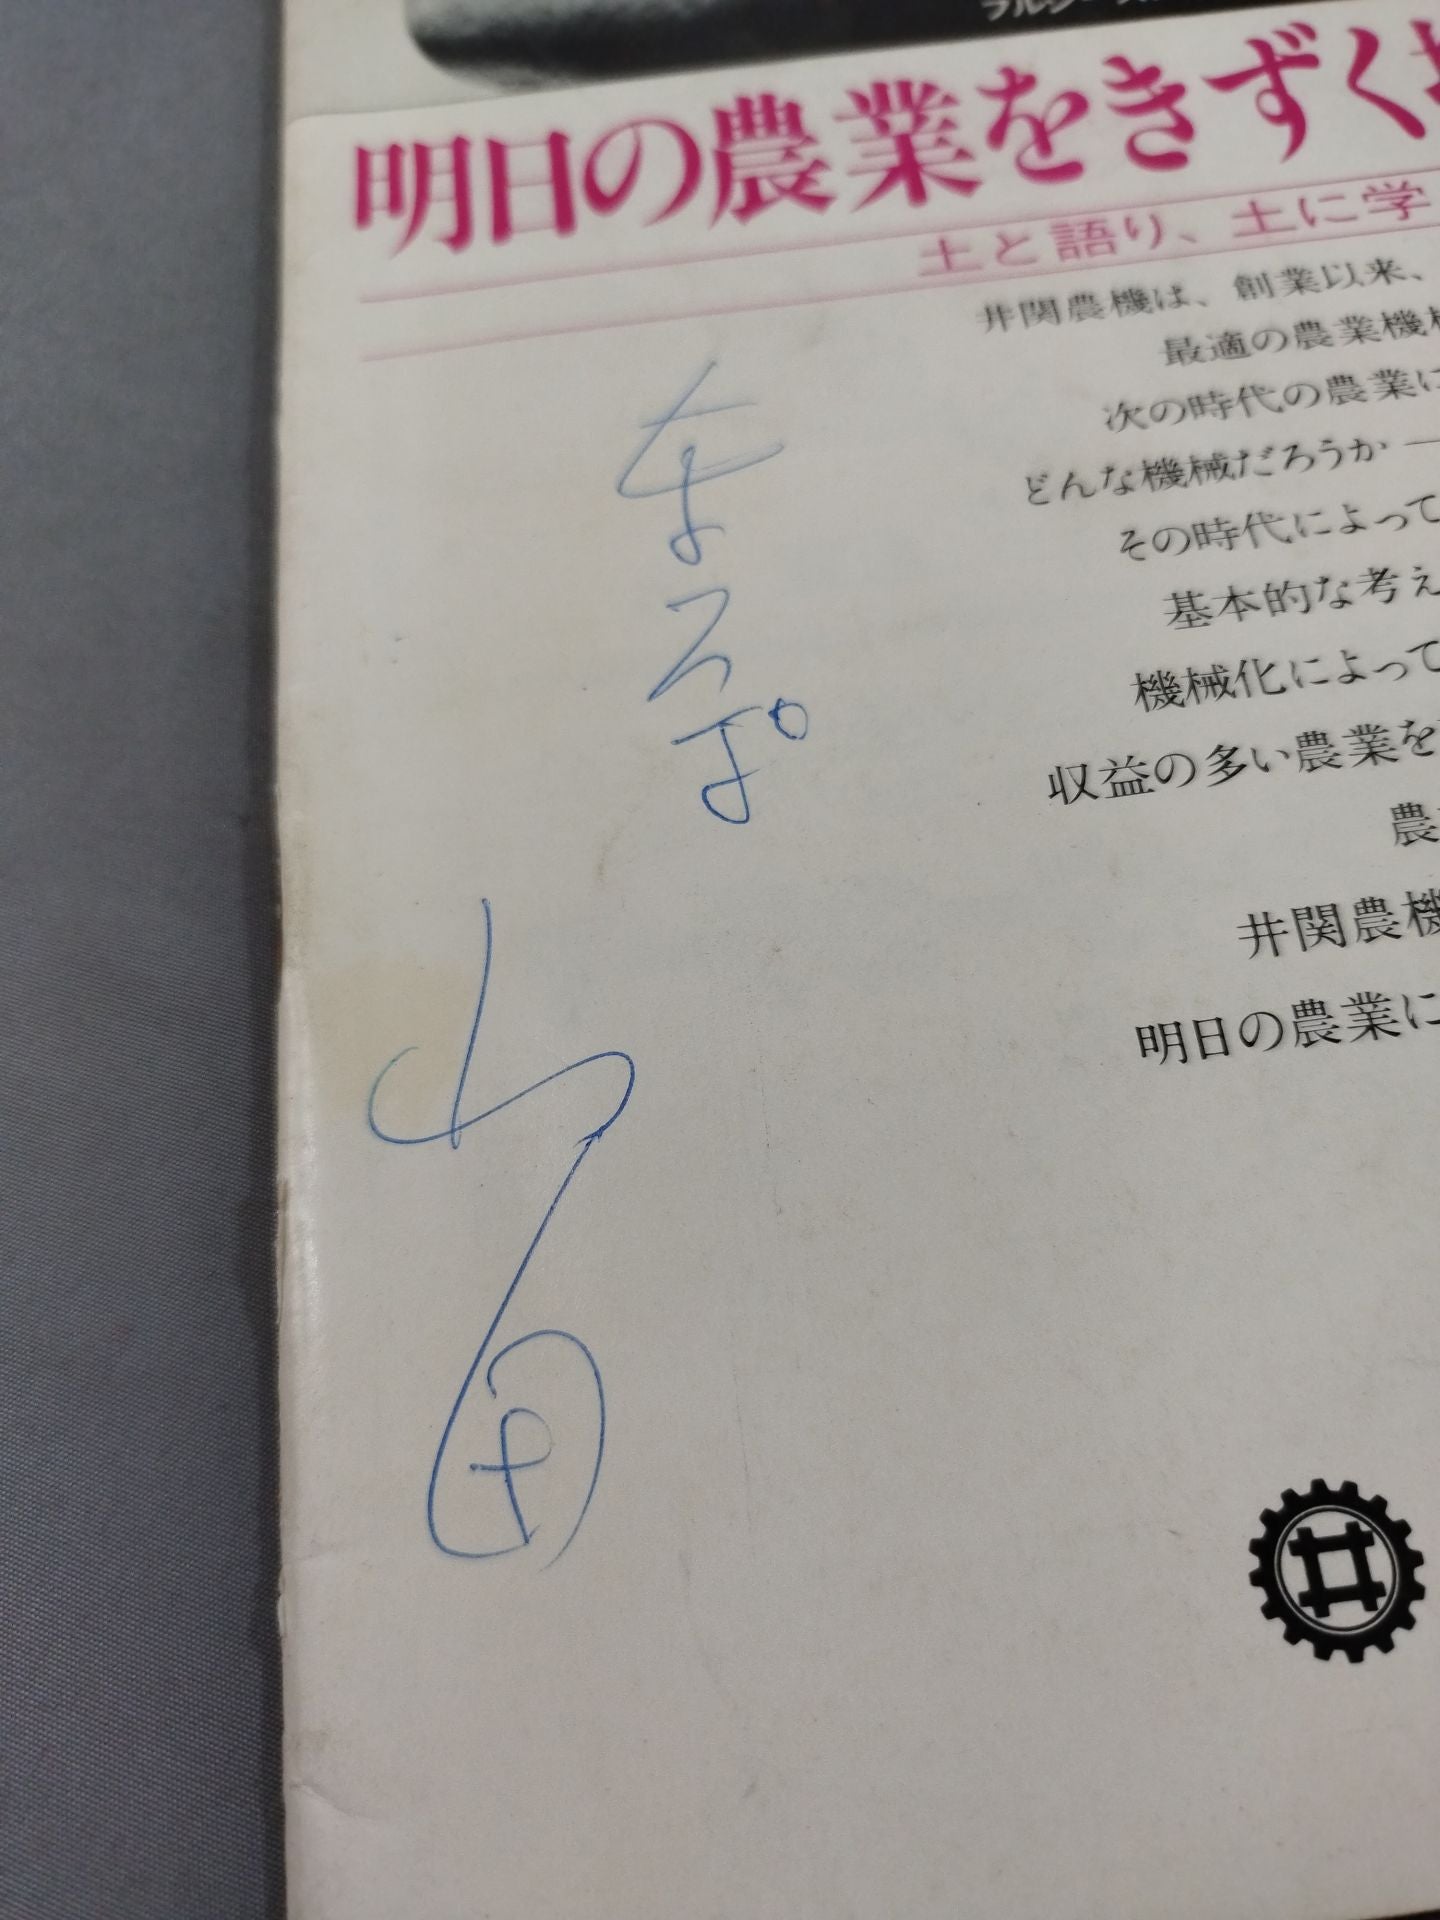 明日の農業をきずく
土と語り、土に学
井関農機は、創業以来、
最適の農業機械
次の時代の農業に
どんな機械だろうか—
その時代によって
基本的な考え
機械化によって
収益の多い農業を
農
井関農機
明日の農業に
山